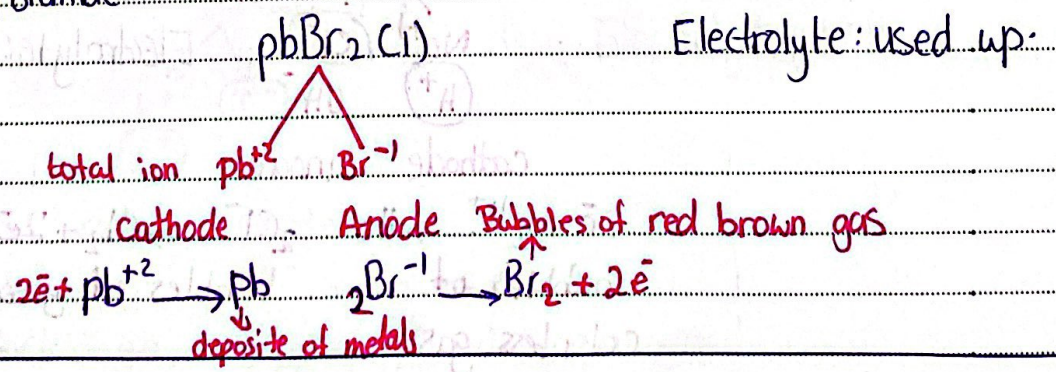 pbBr2 (l) Electrolyte: used up.
total ion pb+2 Br-1
cathode . Anode Bubbles of red brown gas
2ē + pb+2 → pb 2Br-1 → Br2 + 2ē
deposite of metals